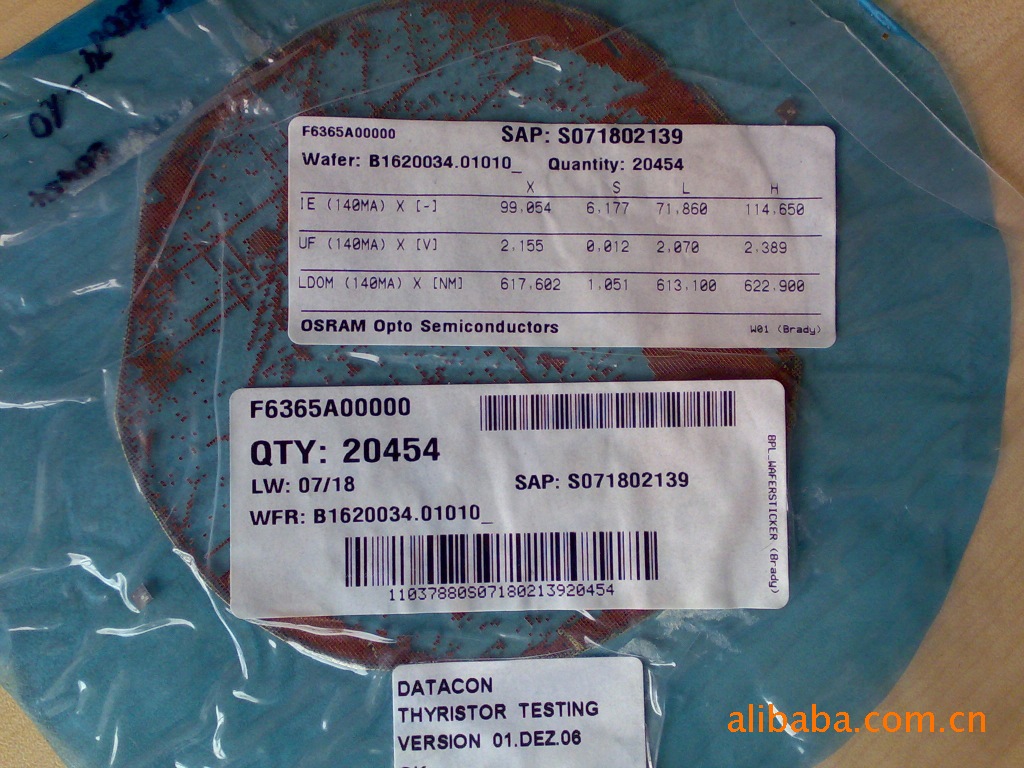 F6365A00000 SAP: S071802139
Wafer: B1620034.01010_ Quantity: 20454
X S L H
IE (140MA) X [-] 99.054 6.177 71.860 114.650
UF (140MA) X [V] 2.155 0.012 2.070 2.389
LDOM (140MA) X [NM] 617.602 1.051 613.100 622.900
OSRAM Opto Semiconductors W01 (Brady)
F6365A00000
QTY: 20454
LW: 07/18 SAP: S071802139
WFR: B1620034.01010_
11037880S07180213920454
BPL_WAFERSTICKER (Brady)
DATACON
THYRISTOR TESTING
VERSION 01.DEZ.06
alibaba.com.cn